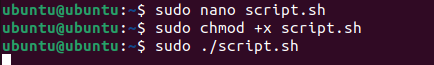 ubuntu@ubuntu:~$ sudo nano script.sh
ubuntu@ubuntu:~$ sudo chmod +x script.sh
ubuntu@ubuntu:~$ sudo ./script.sh